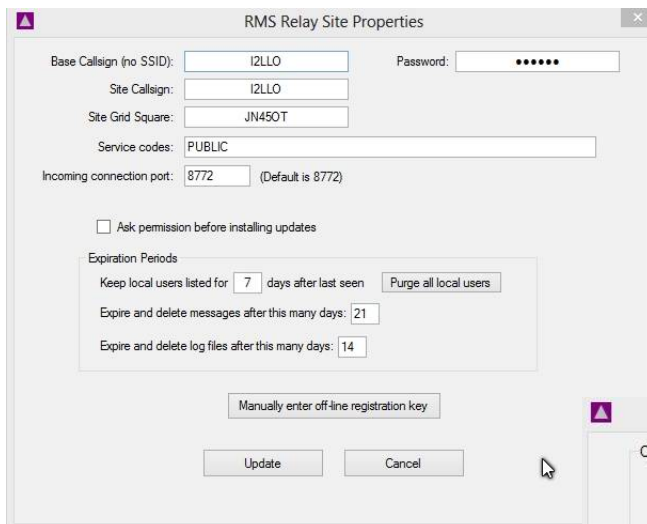 RMS Relay Site Properties
Base Callsign (no SSID): I2LLO Password: ••••••
Site Callsign: I2LLO
Site Grid Square: JN45OT
Service codes: PUBLIC
Incoming connection port: 8772 (Default is 8772)
Ask permission before installing updates
Expiration Periods
Keep local users listed for 7 days after last seen Purge all local users
Expire and delete messages after this many days: 21
Expire and delete log files after this many days: 14
Manually enter off-line registration key
Update Cancel